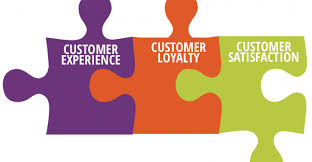 CUSTOMER
EXPERIENCE
CUSTOMER
LOYALTY
CUSTOMER
SATISFACTION